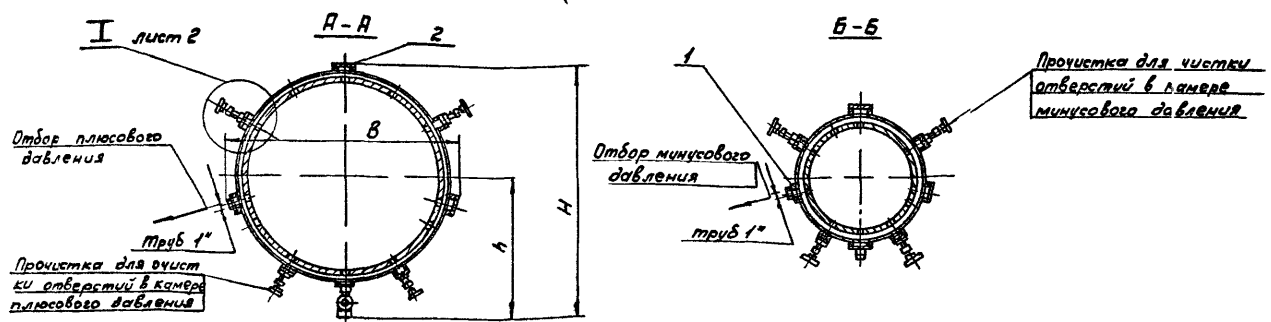 I лист 2
А-А
2
Отбор плюсового
давления
В
Н
h
труб 1"
Прочистка для очист
ки отверстий в камере
плюсового давления
Б-Б
1
Прочистка для чистки
отверстий в камере
минусового давления
Отбор минусового
давления
труб 1"